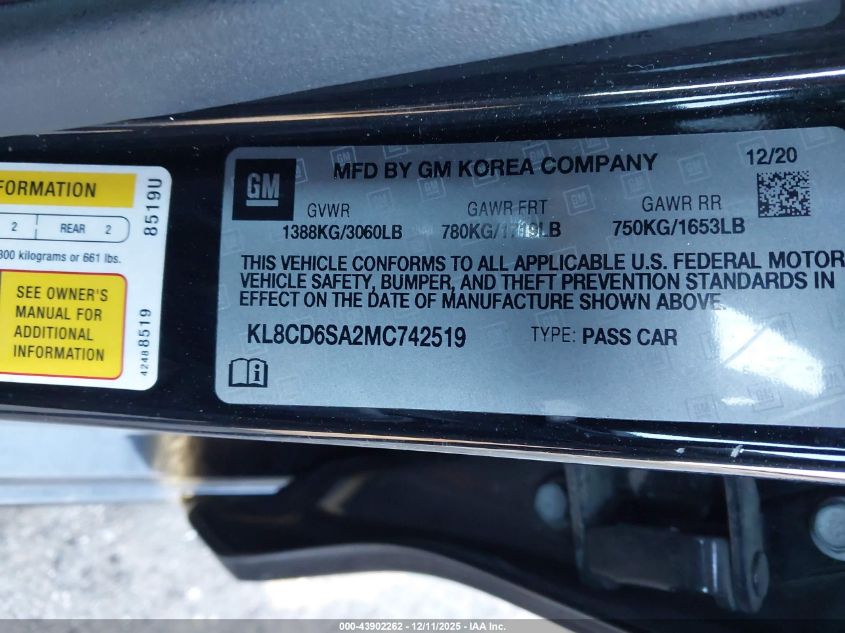 FORMATION
2 REAR 2
300 kilograms or 661 lbs.
SEE OWNER'S
MANUAL FOR
ADDITIONAL
INFORMATION
8519U
42488519
GM
MFD BY GM KOREA COMPANY 12/20
GVWR GAWR FRT GAWR RR
1388KG/3060LB 780KG/ 750KG/1653LB
THIS VEHICLE CONFORMS TO ALL APPLICABLE U.S. FEDERAL MOTOR
VEHICLE SAFETY, BUMPER, AND THEFT PREVENTION STANDARDS IN
EFFECT ON THE DATE OF MANUFACTURE SHOWN ABOVE.
KL8CD6SA2MC742519 TYPE: PASS CAR
000-43902262 - 12/11/2025 - IAA Inc.